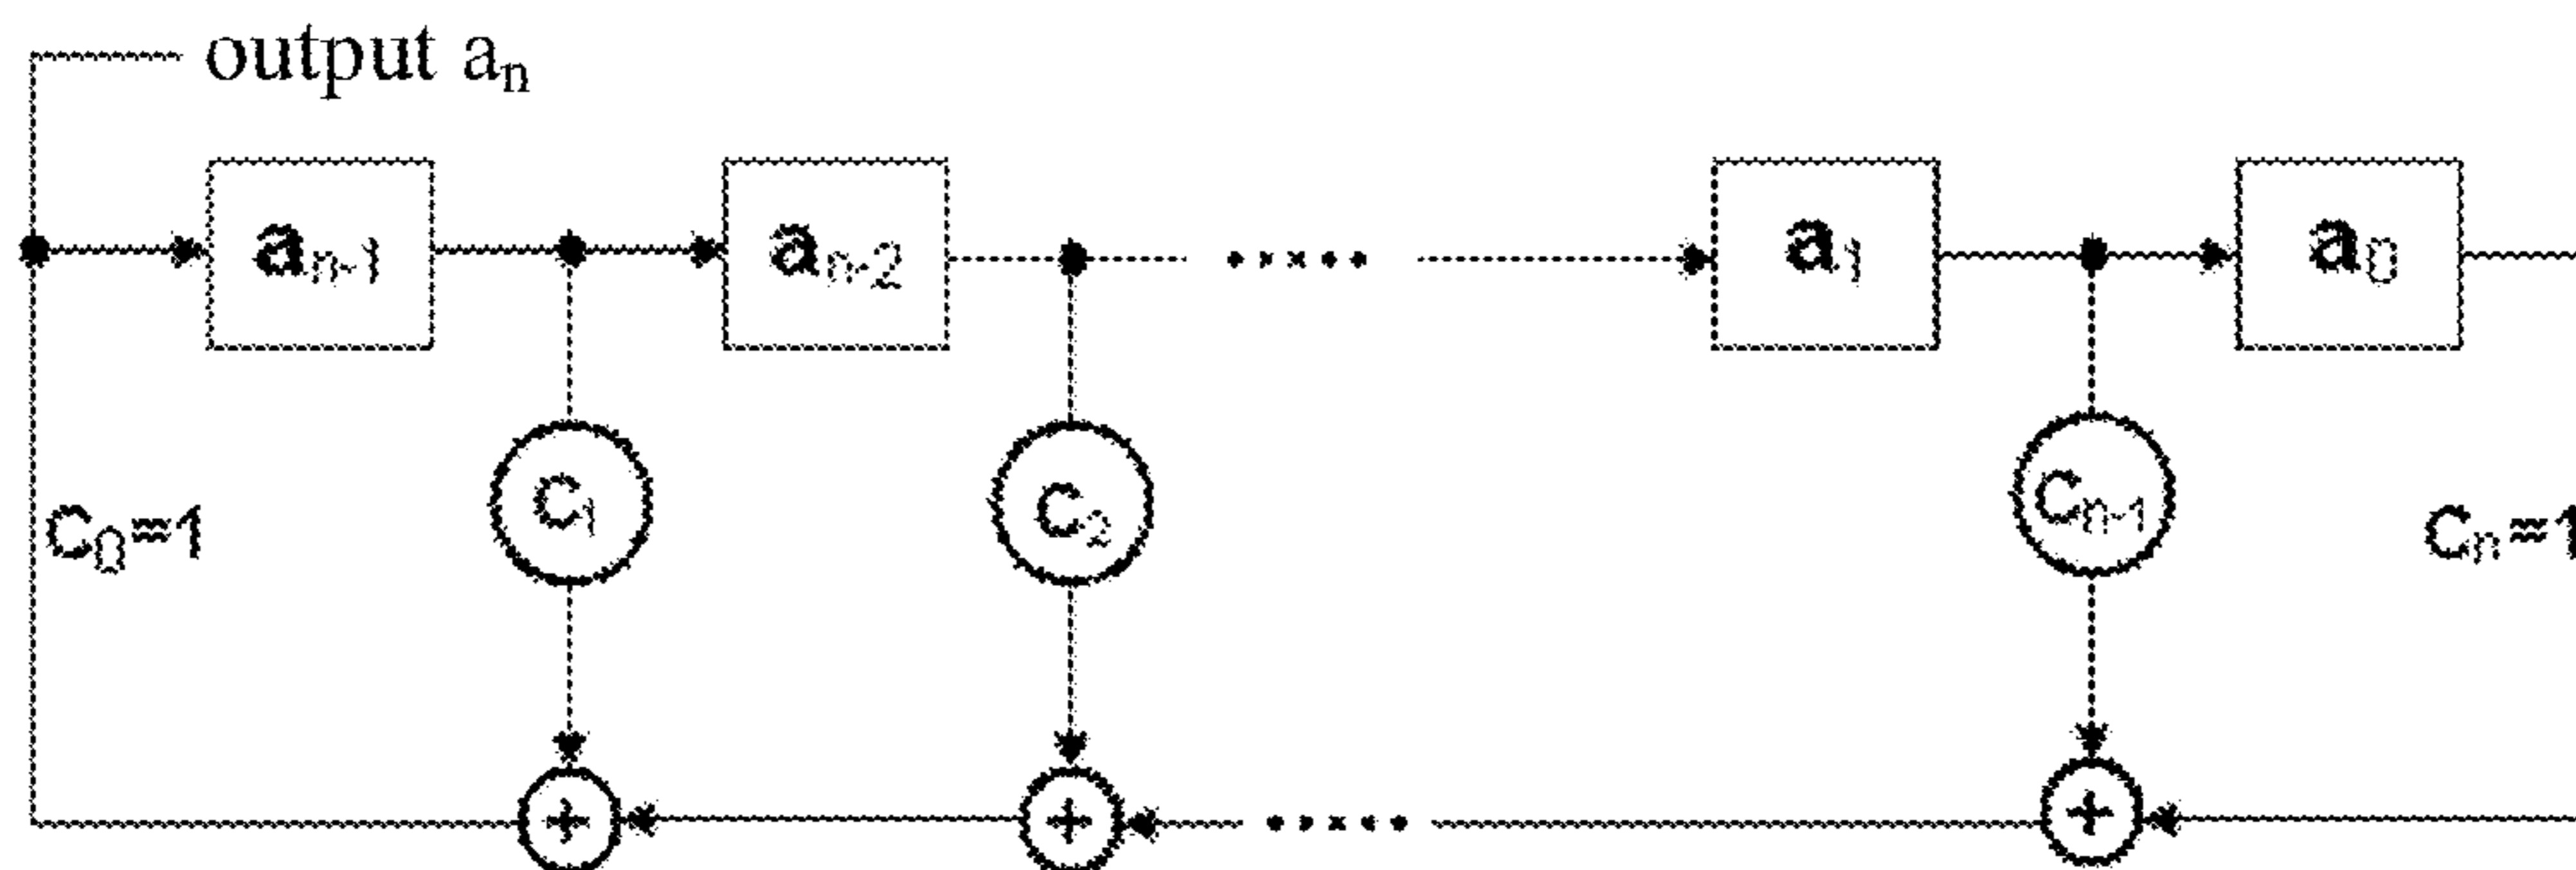 output aₙ
aₙ₋₁ aₙ₋₂ ..... a₁ a₀
c₁ c₂ cₙ₋₁
c₀=1 cₙ=1
+ + ..... +